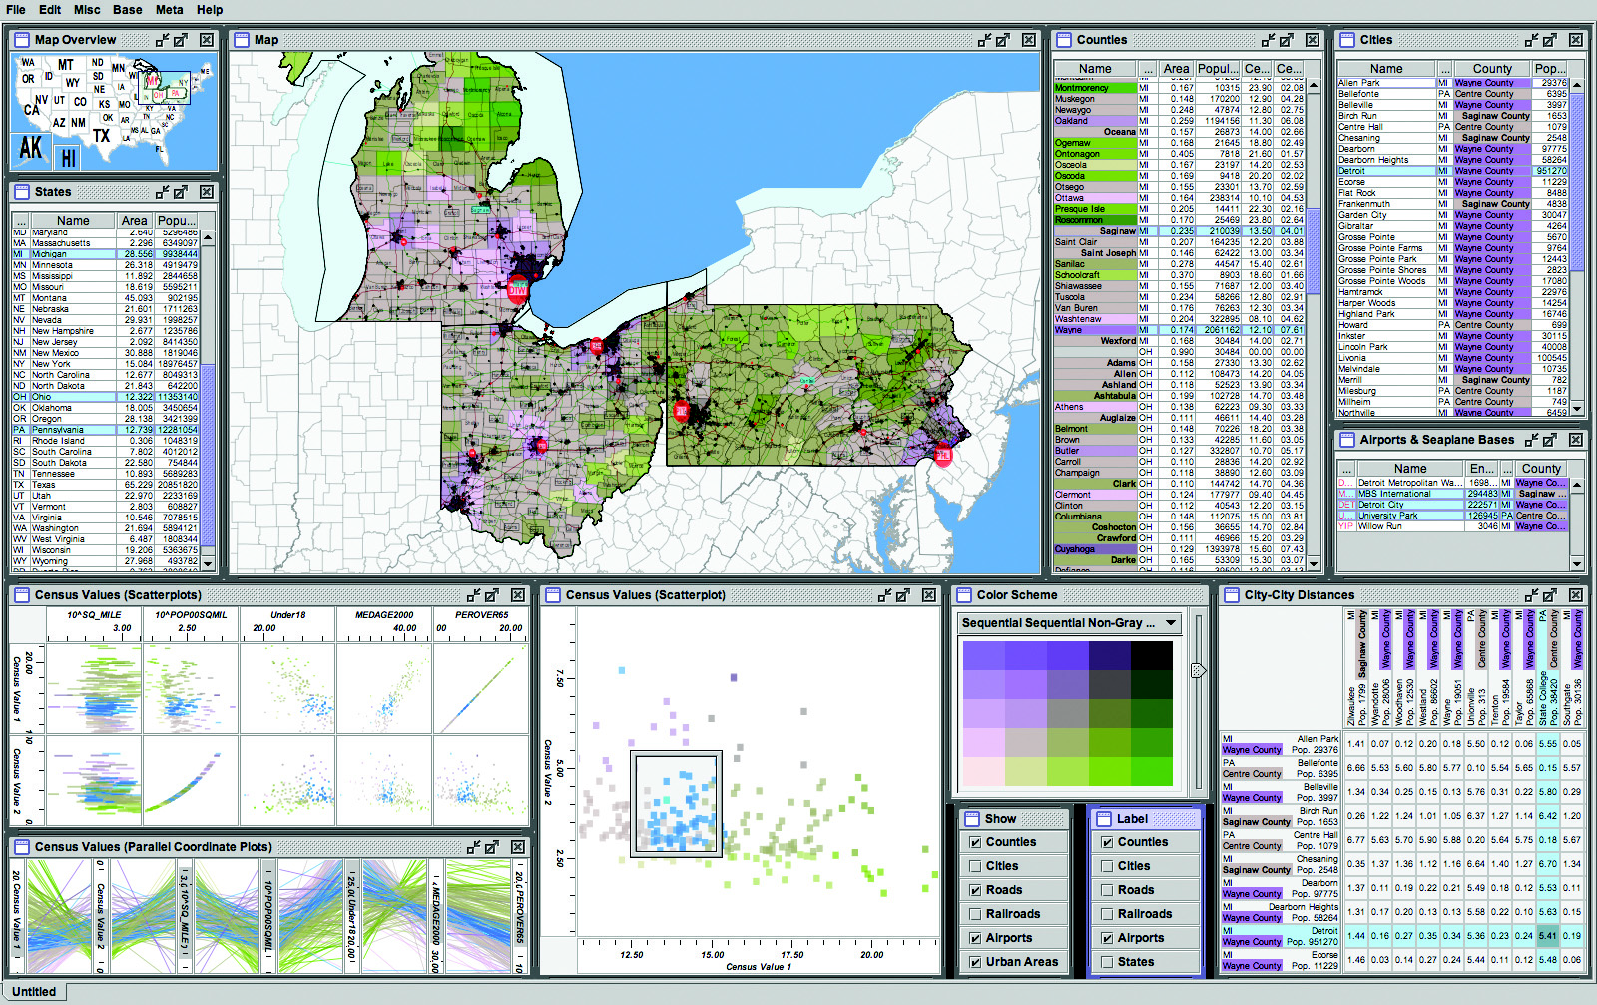 File Edit Misc Base Meta Help
Map Overview
WA
MT
ND
MN
OR
ID
SD
WY
NE
NV
UT
CO
CA
KS
MO
AZ
NM
OK
AR
TX
LA
MS
AL
GA
FL
AK
HI
States
... Name Area Popu...
MD Maryland 2.640 5296486
MA Massachusetts 2.296 6349097
MI Michigan 28.556 9938444
MN Minnesota 26.318 4919479
MS Mississippi 11.892 2844658
MO Missouri 18.619 5595211
MT Montana 45.093 902195
NE Nebraska 21.601 1711263
NV Nevada 29.931 1998257
NH New Hampshire 2.677 1235786
NJ New Jersey 2.092 8414350
NM New Mexico 30.888 1819046
NY New York 15.084 18976457
NC North Carolina 12.677 8049313
ND North Dakota 21.843 642200
OH Ohio 12.322 11353140
OK Oklahoma 18.005 3450654
OR Oregon 28.138 3421399
PA Pennsylvania 12.739 12281054
RI Rhode Island 0.306 1048319
SC South Carolina 7.802 4012012
SD South Dakota 22.580 754844
TN Tennessee 10.893 5689283
TX Texas 65.229 20851820
UT Utah 22.970 2233169
VT Vermont 2.803 608827
VA Virginia 10.546 7078515
WA Washington 21.694 5894121
WV West Virginia 6.487 1808344
WI Wisconsin 19.206 5363675
WY Wyoming 27.968 493782
Map
DTW
PHL
Counties
Name ... Area Popul... Ce... Ce...
Montmorency MI 0.167 10315 23.90 02.08
Muskegon MI 0.148 170200 12.90 04.28
Newaygo MI 0.248 47874 12.80 02.75
Oakland MI 0.259 1194156 11.30 06.08
Oceana MI 0.157 26873 14.00 02.66
Ogemaw MI 0.168 21645 18.80 02.49
Ontonagon MI 0.405 7818 21.60 01.57
Osceola MI 0.167 23197 14.20 02.53
Oscoda MI 0.169 9418 20.20 02.02
Otsego MI 0.155 23301 13.70 02.59
Ottawa MI 0.164 238314 10.10 04.53
Presque Isle MI 0.205 14411 22.30 02.16
Roscommon MI 0.170 25469 23.80 02.64
Saginaw MI 0.235 210039 13.50 04.01
Saint Clair MI 0.207 164235 12.20 03.88
Saint Joseph MI 0.146 62422 13.00 03.34
Sanilac MI 0.278 44547 15.40 02.61
Schoolcraft MI 0.370 8903 18.60 01.66
Shiawassee MI 0.155 71687 12.00 03.40
Tuscola MI 0.234 58266 12.80 02.91
Van Buren MI 0.176 76263 12.30 03.34
Washtenaw MI 0.204 322895 08.10 04.62
Wayne MI 0.174 2061162 12.10 07.61
Wexford MI 0.168 30484 14.00 02.71
OH 0.990 30484 00.00 00.00
Adams OH 0.158 27330 13.30 02.62
Allen OH 0.112 108473 14.20 04.05
Ashland OH 0.118 52523 13.90 03.34
Ashtabula OH 0.199 102728 14.70 03.48
Athens OH 0.138 62223 09.30 03.33
Auglaize OH 0.111 46611 14.40 03.28
Belmont OH 0.148 70226 18.20 03.38
Brown OH 0.133 42285 11.60 03.05
Butler OH 0.127 332807 10.70 05.17
Carroll OH 0.110 28836 14.20 02.92
Champaign OH 0.118 38890 12.60 03.09
Clark OH 0.110 144742 14.70 04.36
Clermont OH 0.124 177977 09.40 04.45
Clinton OH 0.112 40543 12.20 03.15
Columbiana OH 0.148 112075 15.00 03.81
Coshocton OH 0.156 36655 14.70 02.84
Crawford OH 0.111 46966 15.20 03.29
Cuyahoga OH 0.129 1393978 15.60 07.43
Darke OH 0.165 53309 15.30 03.07
Cities
Name ... County Pop...
Allen Park MI Wayne County 29376
Bellefonte PA Centre County 6395
Belleville MI Wayne County 3997
Birch Run MI Saginaw County 1653
Centre Hall PA Centre County 1079
Chesaning MI Saginaw County 2548
Dearborn MI Wayne County 97775
Dearborn Heights MI Wayne County 58264
Detroit MI Wayne County 951270
Ecorse MI Wayne County 11229
Flat Rock MI Wayne County 8488
Frankenmuth MI Saginaw County 4838
Garden City MI Wayne County 30047
Gibraltar MI Wayne County 4264
Grosse Pointe MI Wayne County 5670
Grosse Pointe Farms MI Wayne County 9764
Grosse Pointe Park MI Wayne County 12443
Grosse Pointe Shores MI Wayne County 2823
Grosse Pointe Woods MI Wayne County 17080
Hamtramck MI Wayne County 22976
Harper Woods MI Wayne County 14254
Highland Park MI Wayne County 16746
Howard PA Centre County 699
Inkster MI Wayne County 30115
Lincoln Park MI Wayne County 40008
Livonia MI Wayne County 100545
Melvindale MI Wayne County 10735
Merrill MI Saginaw County 782
Milesburg PA Centre County 1187
Millheim PA Centre County 749
Northville MI Wayne County 6459
Airports & Seaplane Bases
... Name En... ... County
D... Detroit Metropolitan Wa... 1698... MI Wayne Co...
M... MBS International 294483 MI Saginaw ...
DET Detroit City 222571 MI Wayne Co...
U... University Park 126945 PA Centre Co...
YIP Willow Run 3046 MI Wayne Co...
Census Values (Scatterplots)
10^SQ_MILE 10^POP00SQMIL Under18 MEDAGE2000 PEROVER65
3.00 2.50 20.00 40.00 00 20.00
Census Value 1 20.00
Census Value 2
Census Values (Parallel Coordinate Plots)
Census Value 1
Census Value 2
10^SQ_MILE
10^POP00SQMIL
Under18
MEDAGE2000
PEROVER65
Census Values (Scatterplot)
7.50
5.00
2.50
Census Value 2
12.50 15.00 17.50 20.00
Census Value 1
Color Scheme
Sequential Sequential Non-Gray ...
Show
Counties
Cities
Roads
Railroads
Airports
Urban Areas
Label
Counties
Cities
Roads
Railroads
Airports
States
City-City Distances
Zilwaukee MI Saginaw County Pop. 1799
Wyandotte MI Wayne County Pop. 28006
Woodhaven MI Wayne County Pop. 12530
Westland MI Wayne County Pop. 86602
Wayne MI Wayne County Pop. 19051
Unionville PA Centre County Pop. 313
Trenton MI Wayne County Pop. 19584
Taylor MI Wayne County Pop. 65868
State College PA Centre County Pop. 38420
Southgate MI Wayne County Pop. 30136
MI Allen Park Wayne County Pop. 29376 1.41 0.07 0.12 0.20 0.18 5.50 0.12 0.06 5.55 0.05
PA Bellefonte Centre County Pop. 6395 6.66 5.53 5.60 5.80 5.77 0.10 5.54 5.65 0.15 5.57
MI Belleville Wayne County Pop. 3997 1.34 0.34 0.25 0.15 0.13 5.76 0.31 0.22 5.80 0.29
MI Birch Run Saginaw County Pop. 1653 0.26 1.22 1.24 1.01 1.05 6.37 1.27 1.14 6.42 1.20
PA Centre Hall Centre County Pop. 1079 6.77 5.63 5.70 5.90 5.88 0.20 5.64 5.75 0.18 5.67
MI Chesaning Saginaw County Pop. 2548 0.35 1.37 1.36 1.12 1.16 6.64 1.40 1.27 6.70 1.34
MI Dearborn Wayne County Pop. 97775 1.37 0.11 0.19 0.22 0.21 5.49 0.18 0.12 5.53 0.11
MI Dearborn Heights Wayne County Pop. 58264 1.31 0.17 0.20 0.13 0.13 5.58 0.22 0.10 5.63 0.15
MI Detroit Wayne County Pop. 951270 1.44 0.16 0.27 0.35 0.34 5.36 0.23 0.24 5.41 0.19
MI Ecorse Wayne County Pop. 11229 1.46 0.03 0.14 0.27 0.24 5.44 0.11 0.12 5.48 0.06
Untitled